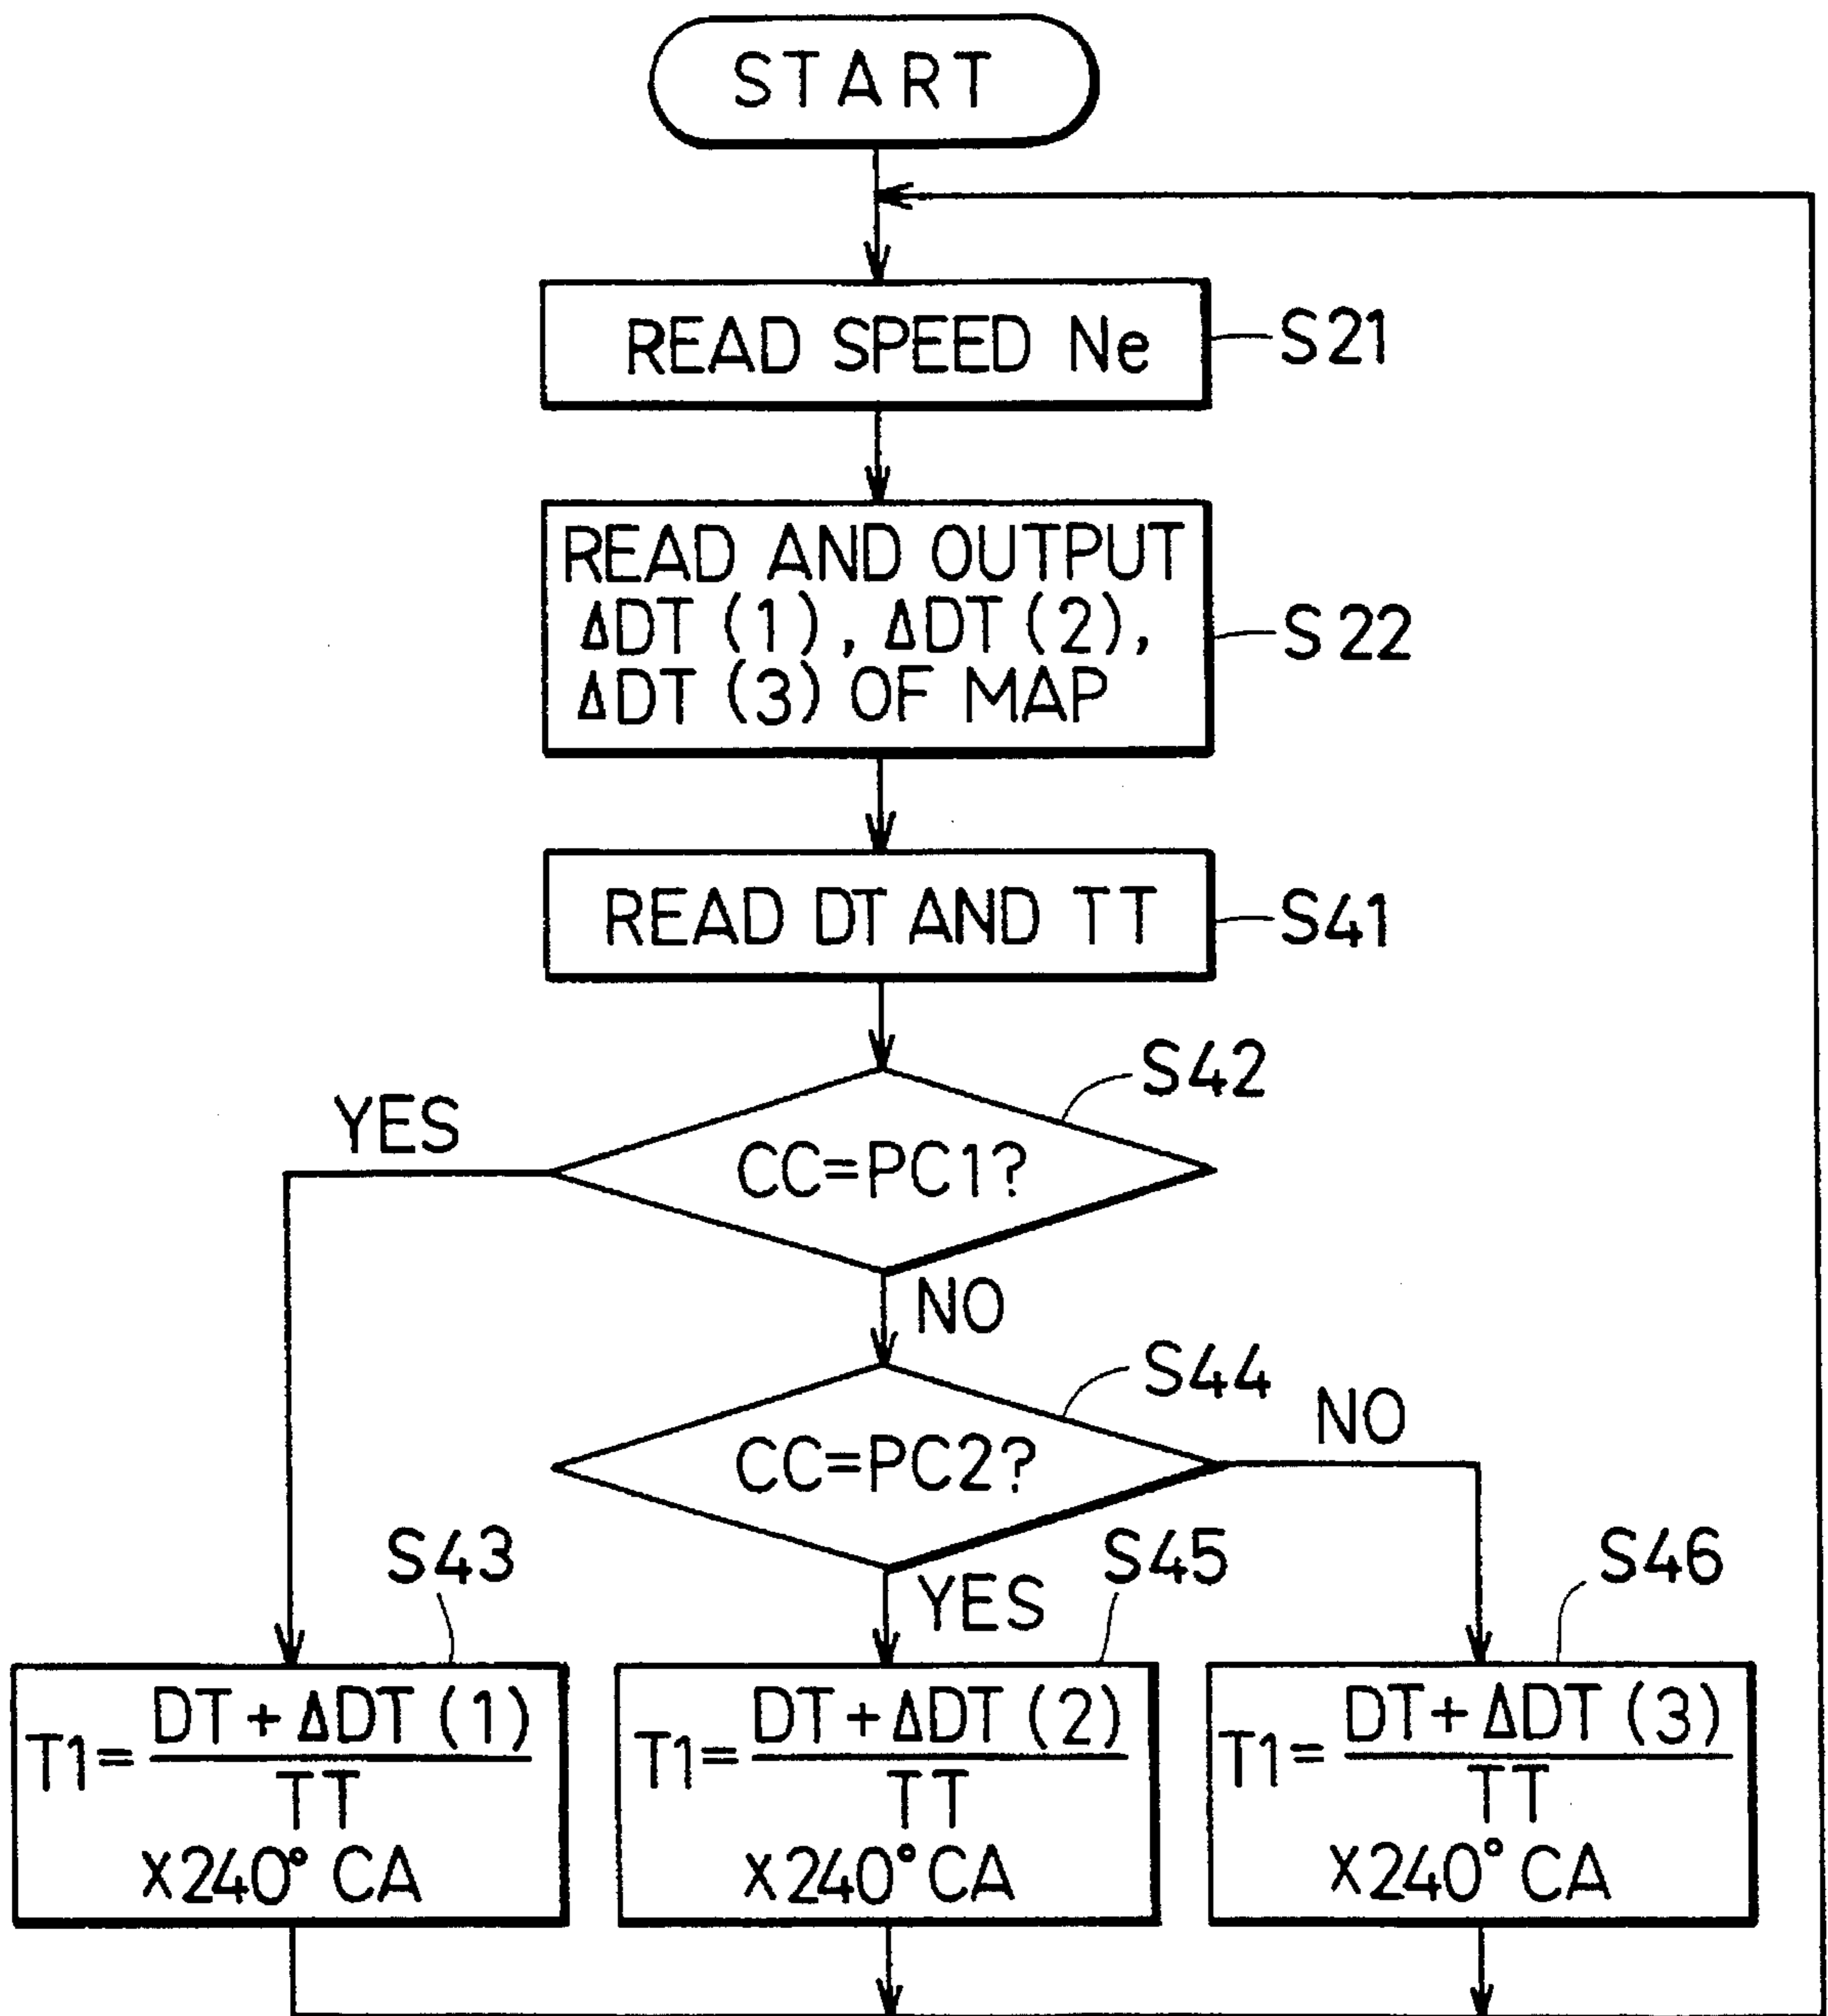 START
READ SPEED Ne
S21
READ AND OUTPUT
ΔDT (1), ΔDT (2),
ΔDT (3) OF MAP
S22
READ DT AND TT
S41
S42
YES
CC=PC1?
NO
S44
NO
CC=PC2?
S43
S45
S46
YES
T1= DT+ΔDT (1)
TT
X240° CA
T1= DT+ΔDT (2)
TT
X240° CA
T1= DT+ΔDT (3)
TT
X240° CA